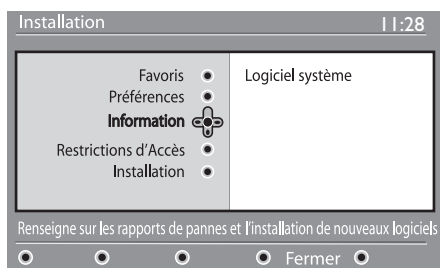 Installation 11:28
Favoris
Préférences
Information
Restrictions d'Accès
Installation
Logiciel système
Renseigne sur les rapports de pannes et l'installation de nouveaux logiciels
Fermer